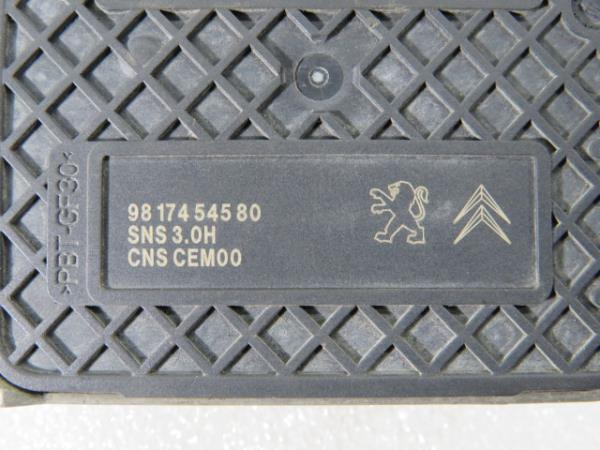 98 174 545 80
SNS 3.0H
CNS CEM00
>PBT-GF30<